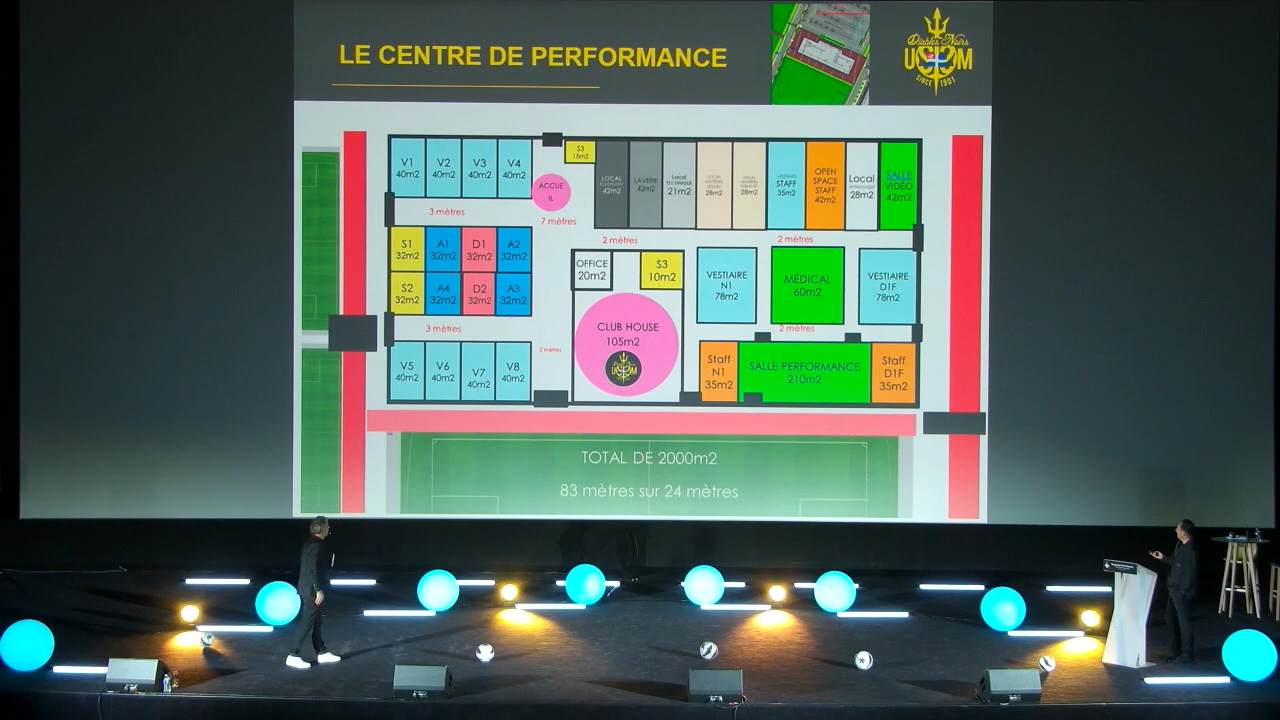 LE CENTRE DE PERFORMANCE
Diables Noirs
USM
SINCE 1901
V1
40m2
V2
40m2
V3
40m2
V4
40m2
S3
15m2
ACCUE
IL
LOCAL
42m2
LAVERIE
42m2
Local
TECHNIQUE
21m2
LOCAL
28m2
28m2
VESTIAIRE
STAFF
35m2
OPEN
SPACE
STAFF
42m2
Local
28m2
SALLE
VIDÉO
42m2
3 mètres
7 mètres
2 mètres
2 mètres
S1
32m2
A1
32m2
D1
32m2
A2
32m2
S2
32m2
A4
32m2
D2
32m2
A3
32m2
OFFICE
20m2
S3
10m2
VESTIAIRE
N1
78m2
MÉDICAL
60m2
VESTIAIRE
D1F
78m2
3 mètres
2 mètres
2 mètres
CLUB HOUSE
105m2
V5
40m2
V6
40m2
V7
40m2
V8
40m2
Staff
N1
35m2
SALLE PERFORMANCE
210m2
Staff
D1F
35m2
TOTAL DE 2000m2
83 mètres sur 24 mètres